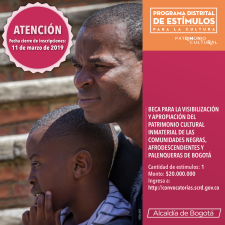 ATENCIÓN
Fecha cierre de inscripciones:
11 de marzo de 2019
PROGRAMA DISTRITAL
DE ESTÍMULOS
PARA LA CULTURA
PATRIMONIO
CULTURAL
BECA PARA LA VISIBILIZACIÓN
Y APROPIACIÓN DEL
PATRIMONIO CULTURAL
INMATERIAL DE LAS
COMUNIDADES NEGRAS,
AFRODESCENDIENTES Y
PALENQUERAS DE BOGOTÁ
Cantidad de estímulos: 1
Monto: $20.000.000
Ingresa a:
http://convocatorias.scrd.gov.co
Alcaldía de Bogotá